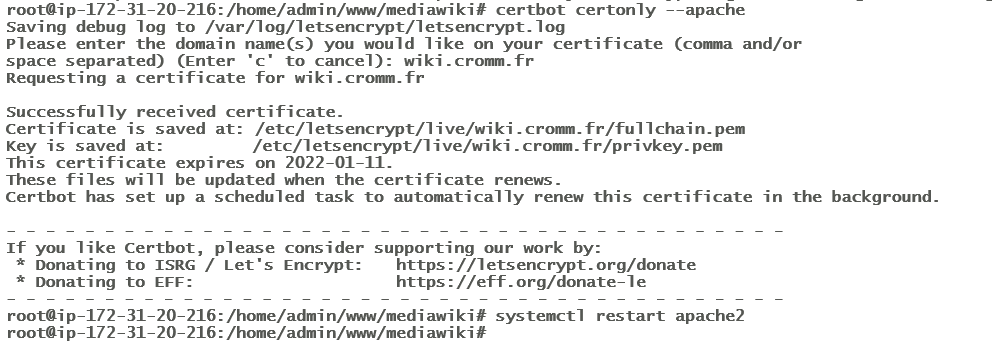 root@ip-172-31-20-216:/home/admin/www/mediawiki# certbot certonly --apache
Saving debug log to /var/log/letsencrypt/letsencrypt.log
Please enter the domain name(s) you would like on your certificate (comma and/or
space separated) (Enter 'c' to cancel): wiki.cromm.fr
Requesting a certificate for wiki.cromm.fr

Successfully received certificate.
Certificate is saved at: /etc/letsencrypt/live/wiki.cromm.fr/fullchain.pem
Key is saved at:         /etc/letsencrypt/live/wiki.cromm.fr/privkey.pem
This certificate expires on 2022-01-11.
These files will be updated when the certificate renews.
Certbot has set up a scheduled task to automatically renew this certificate in the background.

- - - - - - - - - - - - - - - - - - - - - - - - - - - - - - - - - - - - - - - -
If you like Certbot, please consider supporting our work by:
 * Donating to ISRG / Let's Encrypt:   https://letsencrypt.org/donate
 * Donating to EFF:                    https://eff.org/donate-le
- - - - - - - - - - - - - - - - - - - - - - - - - - - - - - - - - - - - - - - -
root@ip-172-31-20-216:/home/admin/www/mediawiki# systemctl restart apache2
root@ip-172-31-20-216:/home/admin/www/mediawiki#